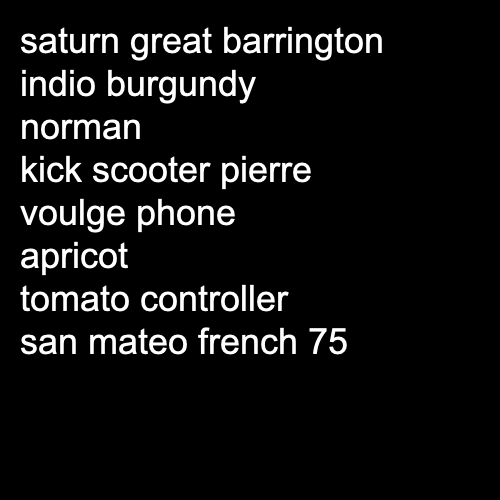 saturn great barrington
indio burgundy
norman
kick scooter pierre
voulge phone
apricot
tomato controller
san mateo french 75